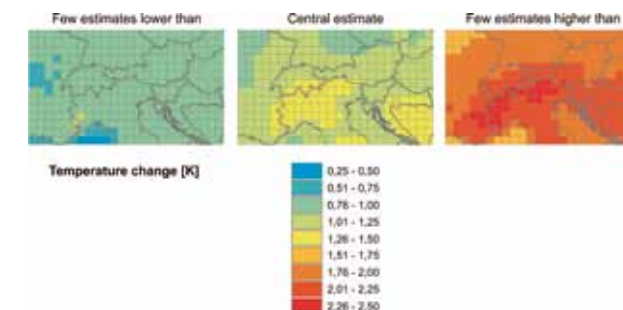 Few estimates lower than
Central estimate
Few estimates higher than
Temperature change [K]
0,25 - 0,50
0,51 - 0,75
0,76 - 1,00
1,01 - 1,25
1,26 - 1,50
1,51 - 1,75
1,76 - 2,00
2,01 - 2,25
2,26 - 2,50